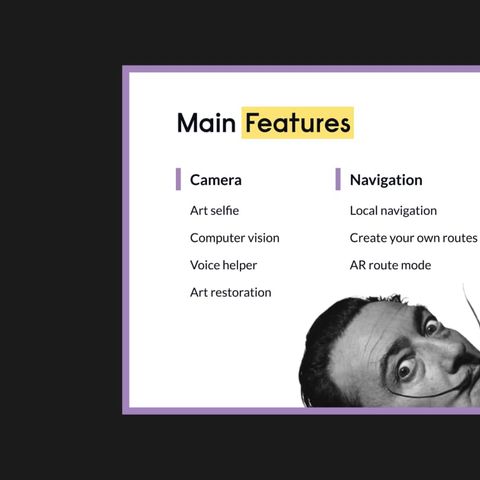 Main Features
Camera
Art selfie
Computer vision
Voice helper
Art restoration
Navigation
Local navigation
Create your own routes
AR route mode